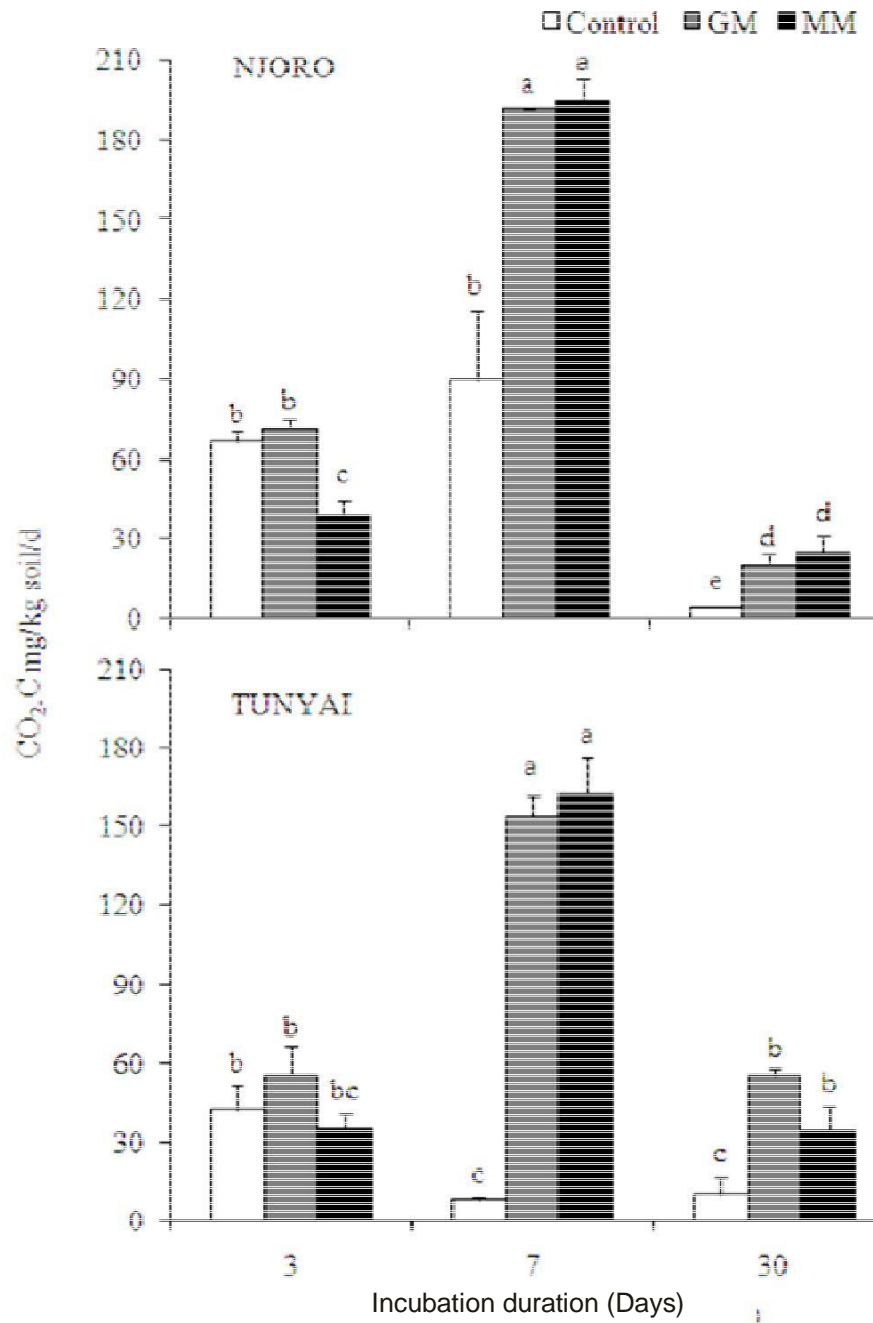 Control GM MM
NJORO
210
180
150
120
90
60
30
0
b b c
b a a
e d d
CO2-C mg/kg soil/d
TUNYAI
210
180
150
120
90
60
30
0
b b bc
c a a
c b b
3 7 30
Incubation duration (Days)